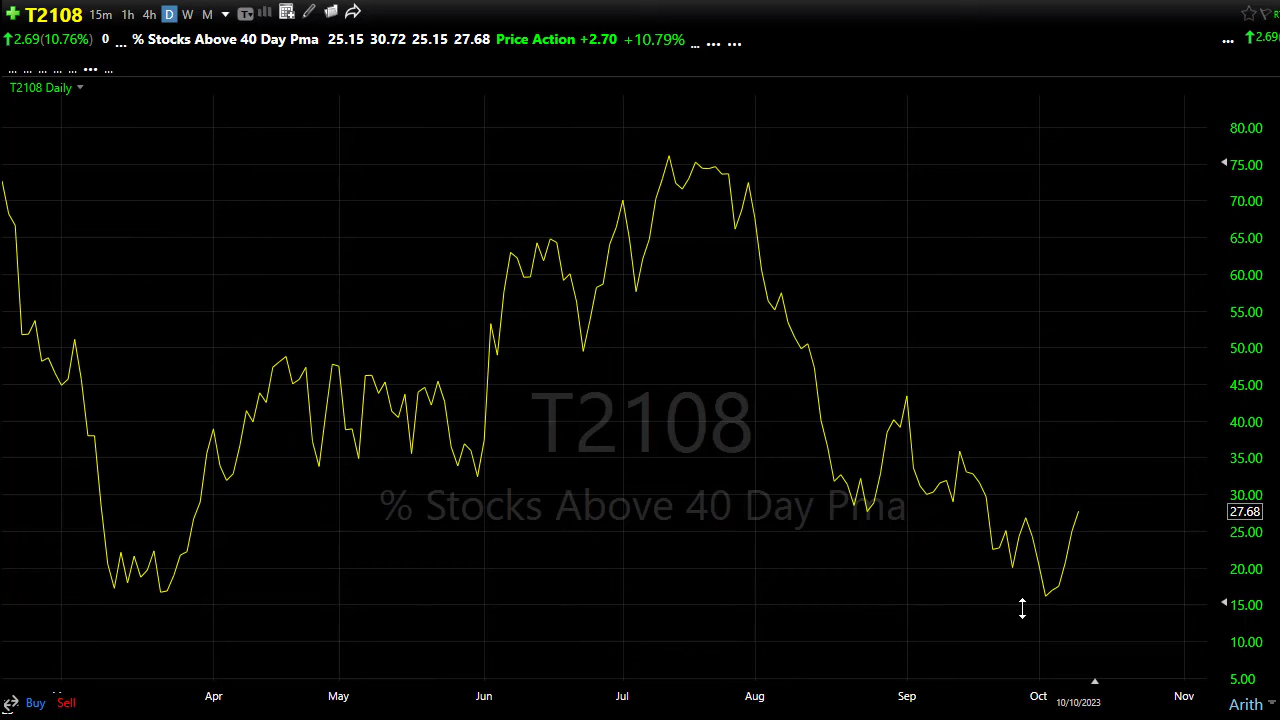 T2108 15m 1h 4h D W M
2.69(10.76%) 0 ... % Stocks Above 40 Day Pma 25.15 30.72 25.15 27.68 Price Action +2.70 +10.79% ... ... ... ... 2.69
... ... ... ... ... ... ...
T2108 Daily
80.00
75.00
70.00
65.00
60.00
55.00
50.00
45.00
40.00
35.00
30.00
27.68
25.00
20.00
15.00
10.00
5.00
T2108
% Stocks Above 40 Day Pma
Apr May Jun Jul Aug Sep Oct Nov
Buy Sell 10/10/2023 Arith